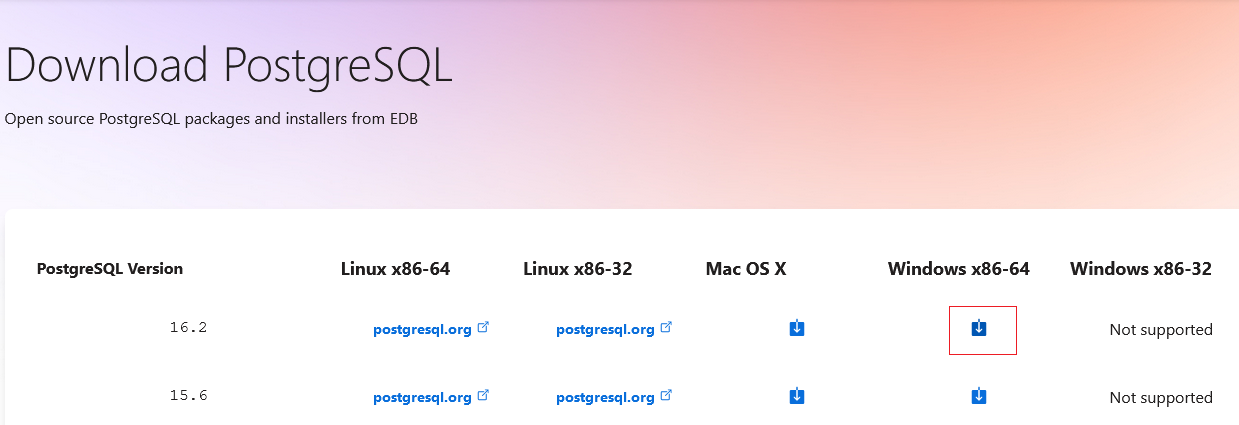 Download PostgreSQL
Open source PostgreSQL packages and installers from EDB
PostgreSQL Version Linux x86-64 Linux x86-32 Mac OS X Windows x86-64 Windows x86-32
16.2 postgresql.org postgresql.org Not supported
15.6 postgresql.org postgresql.org Not supported